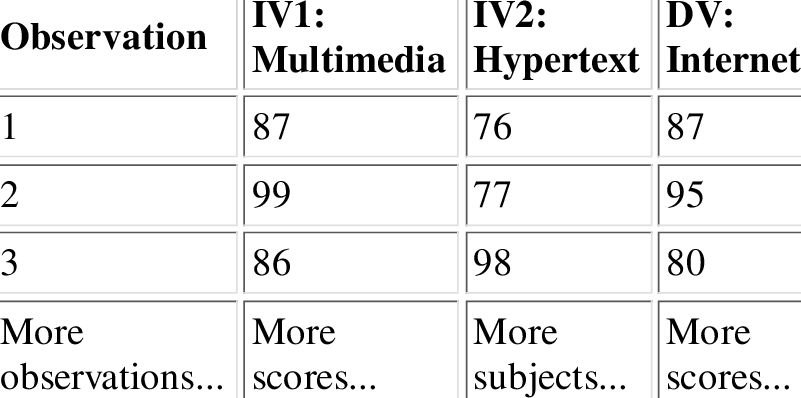 Observation
IV1:
Multimedia
IV2:
Hypertext
DV:
Internet
1
87
76
87
2
99
77
95
3
86
98
80
More
observations...
More
scores...
More
subjects...
More
scores...